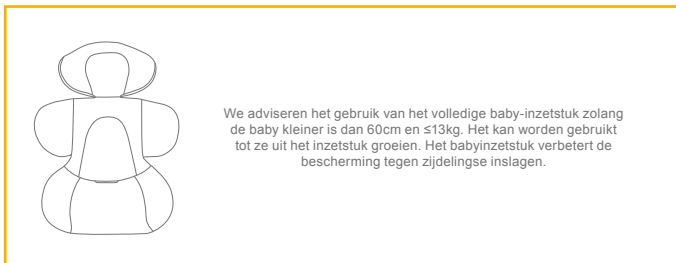 We adviseren het gebruik van het volledige baby-inzetstuk zolang
de baby kleiner is dan 60cm en ≤13kg. Het kan worden gebruikt
tot ze uit het inzetstuk groeien. Het babyinzetstuk verbetert de
bescherming tegen zijdelingse inslagen.